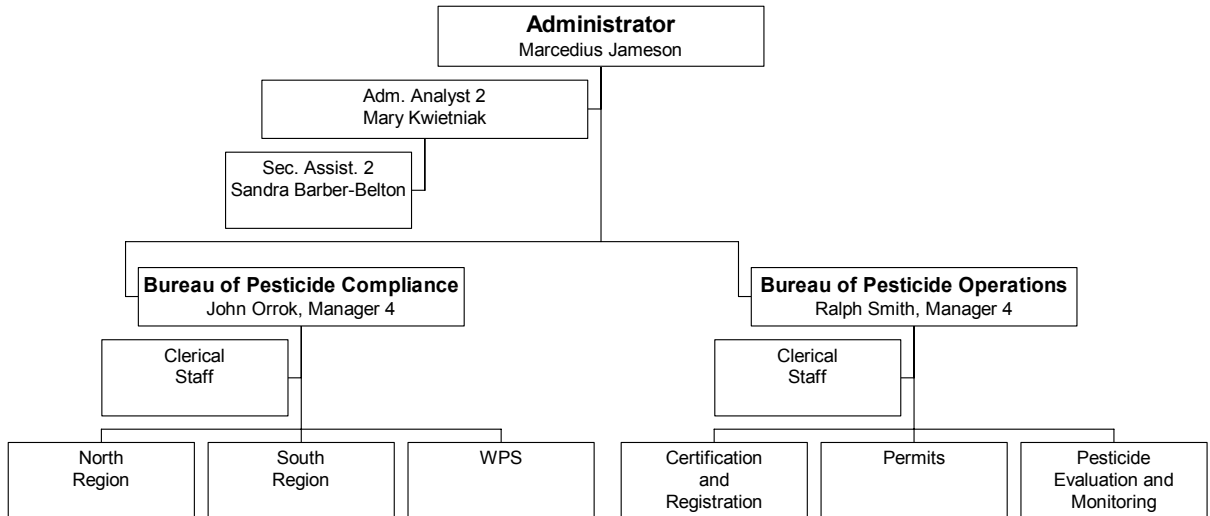 Administrator
Marcedius Jameson
Adm. Analyst 2
Mary Kwietniak
Sec. Assist. 2
Sandra Barber-Belton
Bureau of Pesticide Compliance
John Orrok, Manager 4
Clerical
Staff
North
Region
South
Region
WPS
Bureau of Pesticide Operations
Ralph Smith, Manager 4
Clerical
Staff
Certification
and
Registration
Permits
Pesticide
Evaluation and
Monitoring